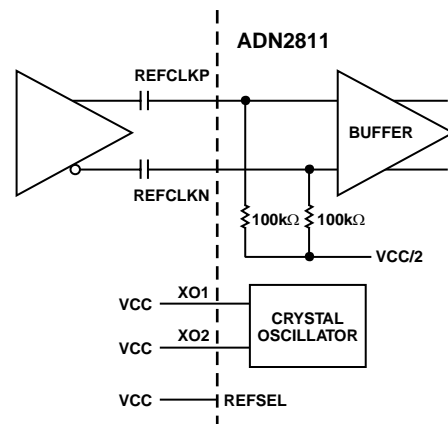 ADN2811
REFCLKP
BUFFER
REFCLKN
100kΩ 100kΩ
VCC/2
VCC XO1
CRYSTAL
OSCILLATOR
VCC XO2
VCC REFSEL